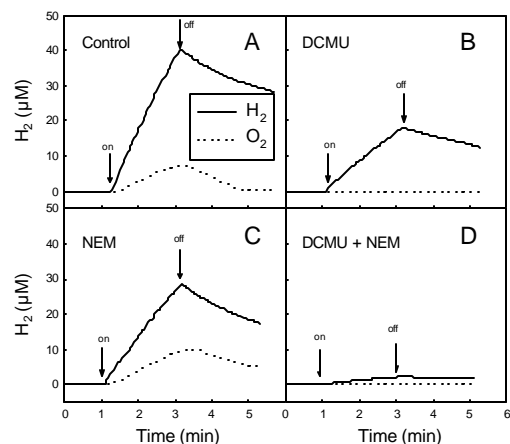 Control
off
A
50
40
30
20
10
0
H₂ (µM)
on
H₂
O₂
DCMU
off
B
on
NEM
off
C
50
40
30
20
10
0
H₂ (µM)
on
0 1 2 3 4 5
Time (min)
DCMU + NEM
D
on
off
0 1 2 3 4 5 6
Time (min)